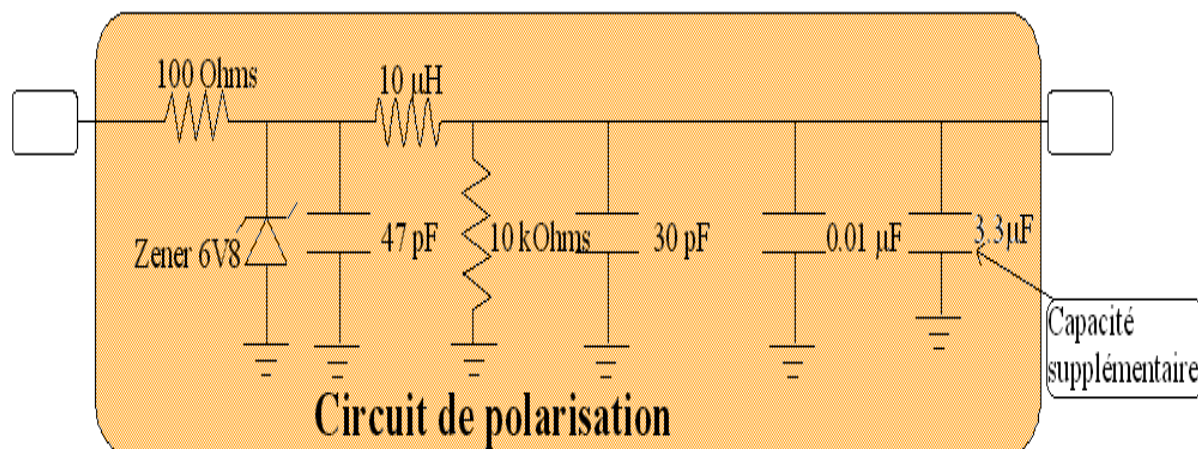 100 Ohms
10 µH
Zener 6V8
47 pF
10 kOhms
30 pF
0.01 µF
3.3µF
Capacité
supplémentaire
Circuit de polarisation